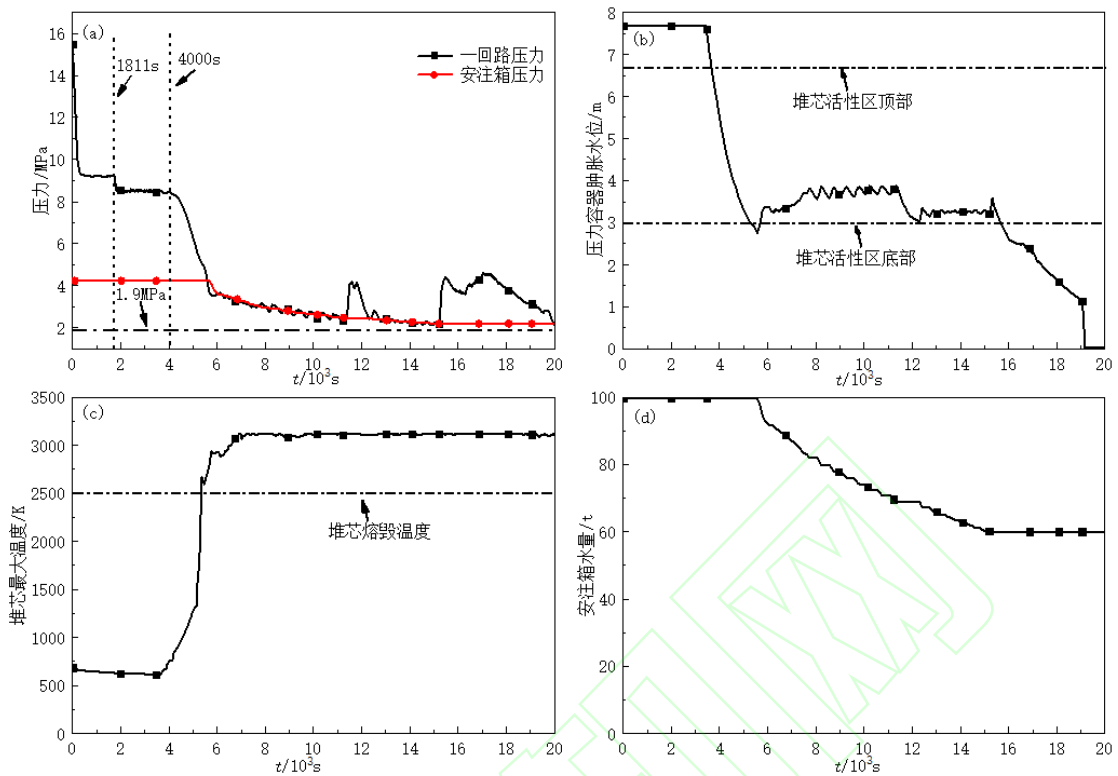 (a)
16
14
12
10
8
6
4
2
压力/MPa
1811s
4000s
一回路压力
安注箱压力
1.9MPa
0 2 4 6 8 10 12 14 16 18 20
t/10³s
(b)
8
7
6
5
4
3
2
1
0
压力容器肿胀水位/m
堆芯活性区顶部
堆芯活性区底部
0 2 4 6 8 10 12 14 16 18 20
t/10³s
(c)
3500
3000
2500
2000
1500
1000
500
0
堆芯最大温度/K
堆芯熔毁温度
0 2 4 6 8 10 12 14 16 18 20
t/10³s
(d)
100
80
60
40
20
0
安注箱水量/t
0 2 4 6 8 10 12 14 16 18 20
t/10³s